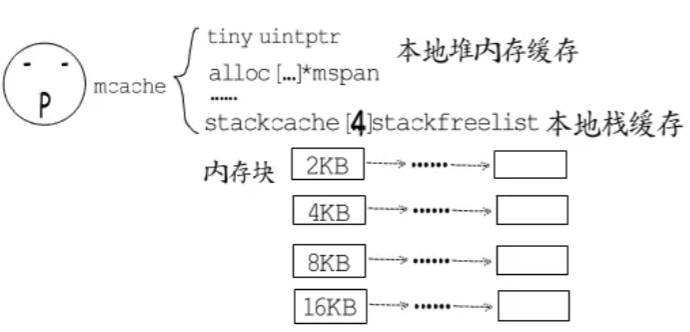 tiny uintptr
本地堆内存缓存
alloc […]*mspan
P
mcache
……
stackcache [4]stackfreelist 本地栈缓存
内存块
2KB ……
4KB ……
8KB ……
16KB ……